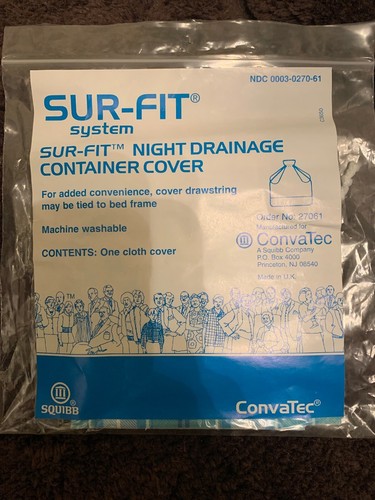 NDC 0003-0270-61
SUR-FIT®
system
SUR-FIT™ NIGHT DRAINAGE
CONTAINER COVER
For added convenience, cover drawstring
may be tied to bed frame
Machine washable
CONTENTS: One cloth cover
Order No. 27061
Manufactured for
ConvaTec
A Squibb Company
P.O. Box 4000
Princeton, NJ 08540
Made in U.K.
TM
SQUIBB
ConvaTec®